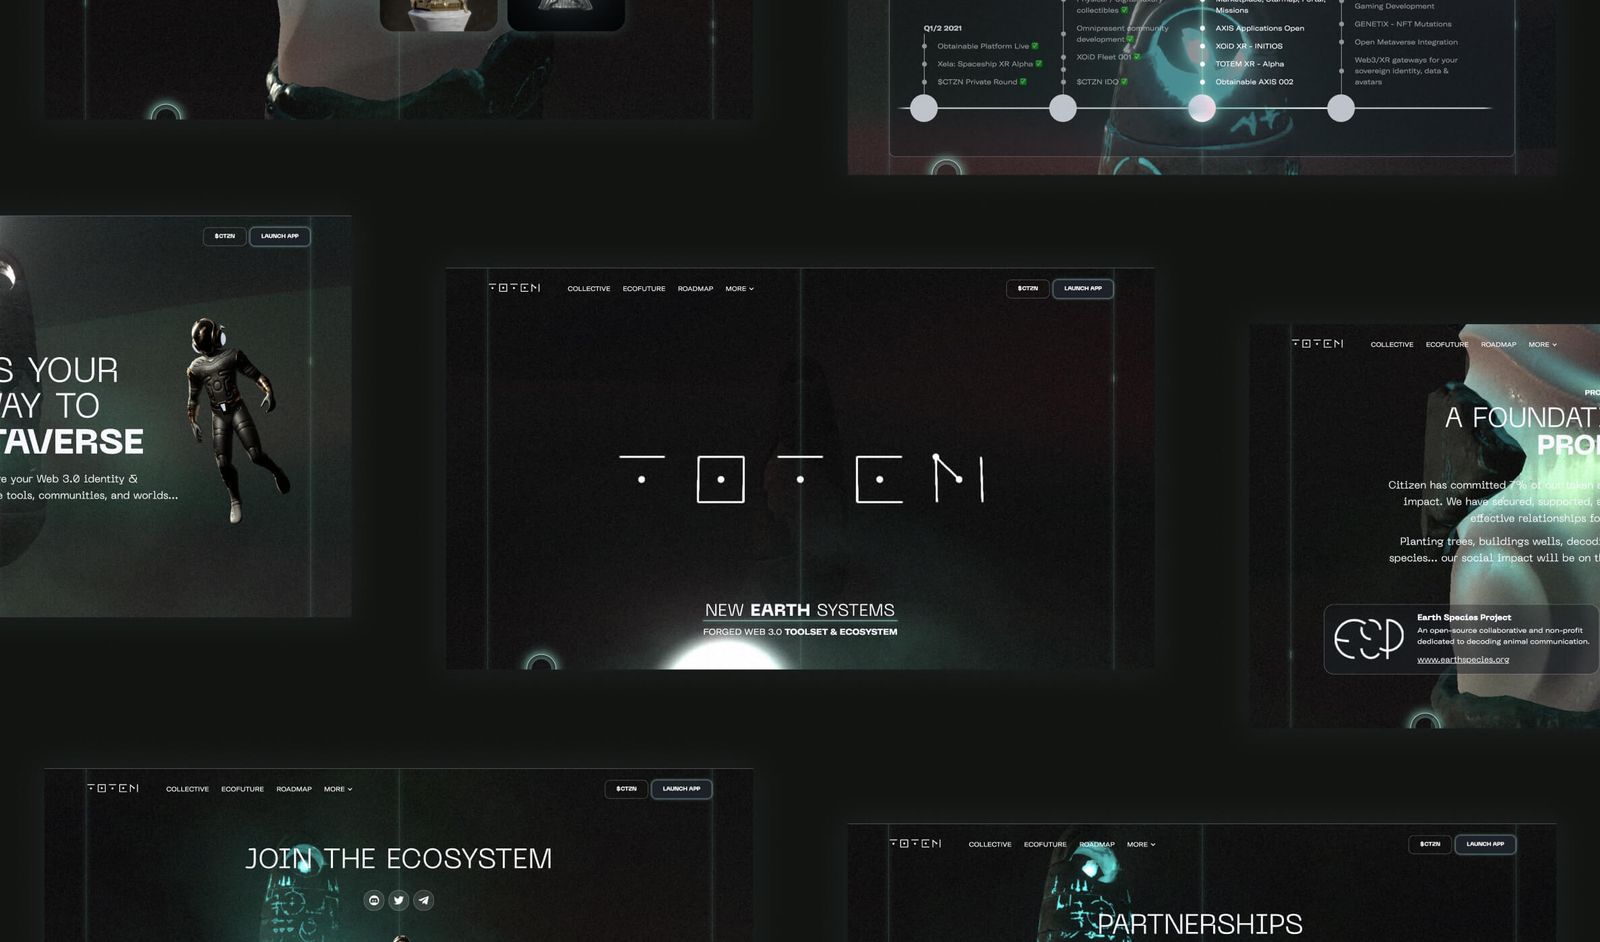 Physical / Digital luxury
collectibles ✅
Omnipresent community
development ✅
XOiD Fleet 001 ✅
$CTZN IDO ✅
Q1/2 2021
Obtainable Platform Live ✅
Xela: Spaceship XR Alpha ✅
$CTZN Private Round ✅
Marketplace, Starmap, Portal,
Missions
AXIS Applications Open
XOiD XR - INITIOS
TOTEM XR - Alpha
Obtainable AXIS 002
Gaming Development
GENETIX - NFT Mutations
Open Metaverse Integration
Web3/XR gateways for your
sovereign identity, data &
avatars
$CTZN LAUNCH APP
S YOUR
AY TO
TAVERSE
e your Web 3.0 identity &
e tools, communities, and worlds...
TOTEM COLLECTIVE ECOFUTURE ROADMAP MORE $CTZN LAUNCH APP
TOTEM
NEW EARTH SYSTEMS
FORGED WEB 3.0 TOOLSET & ECOSYSTEM
TOTEM COLLECTIVE ECOFUTURE ROADMAP MORE
PRO
A FOUNDAT
PRO
Citizen has committed 7% of our token
impact. We have secured, supported, a
effective relationships fo
Planting trees, buildings wells, decodi
species... our social impact will be on t
ESP
Earth Species Project
An open-source collaborative and non-profit
dedicated to decoding animal communication.
www.earthspecies.org
TOTEM COLLECTIVE ECOFUTURE ROADMAP MORE $CTZN LAUNCH APP
JOIN THE ECOSYSTEM
TOTEM COLLECTIVE ECOFUTURE ROADMAP MORE $CTZN LAUNCH APP
PARTNERSHIPS